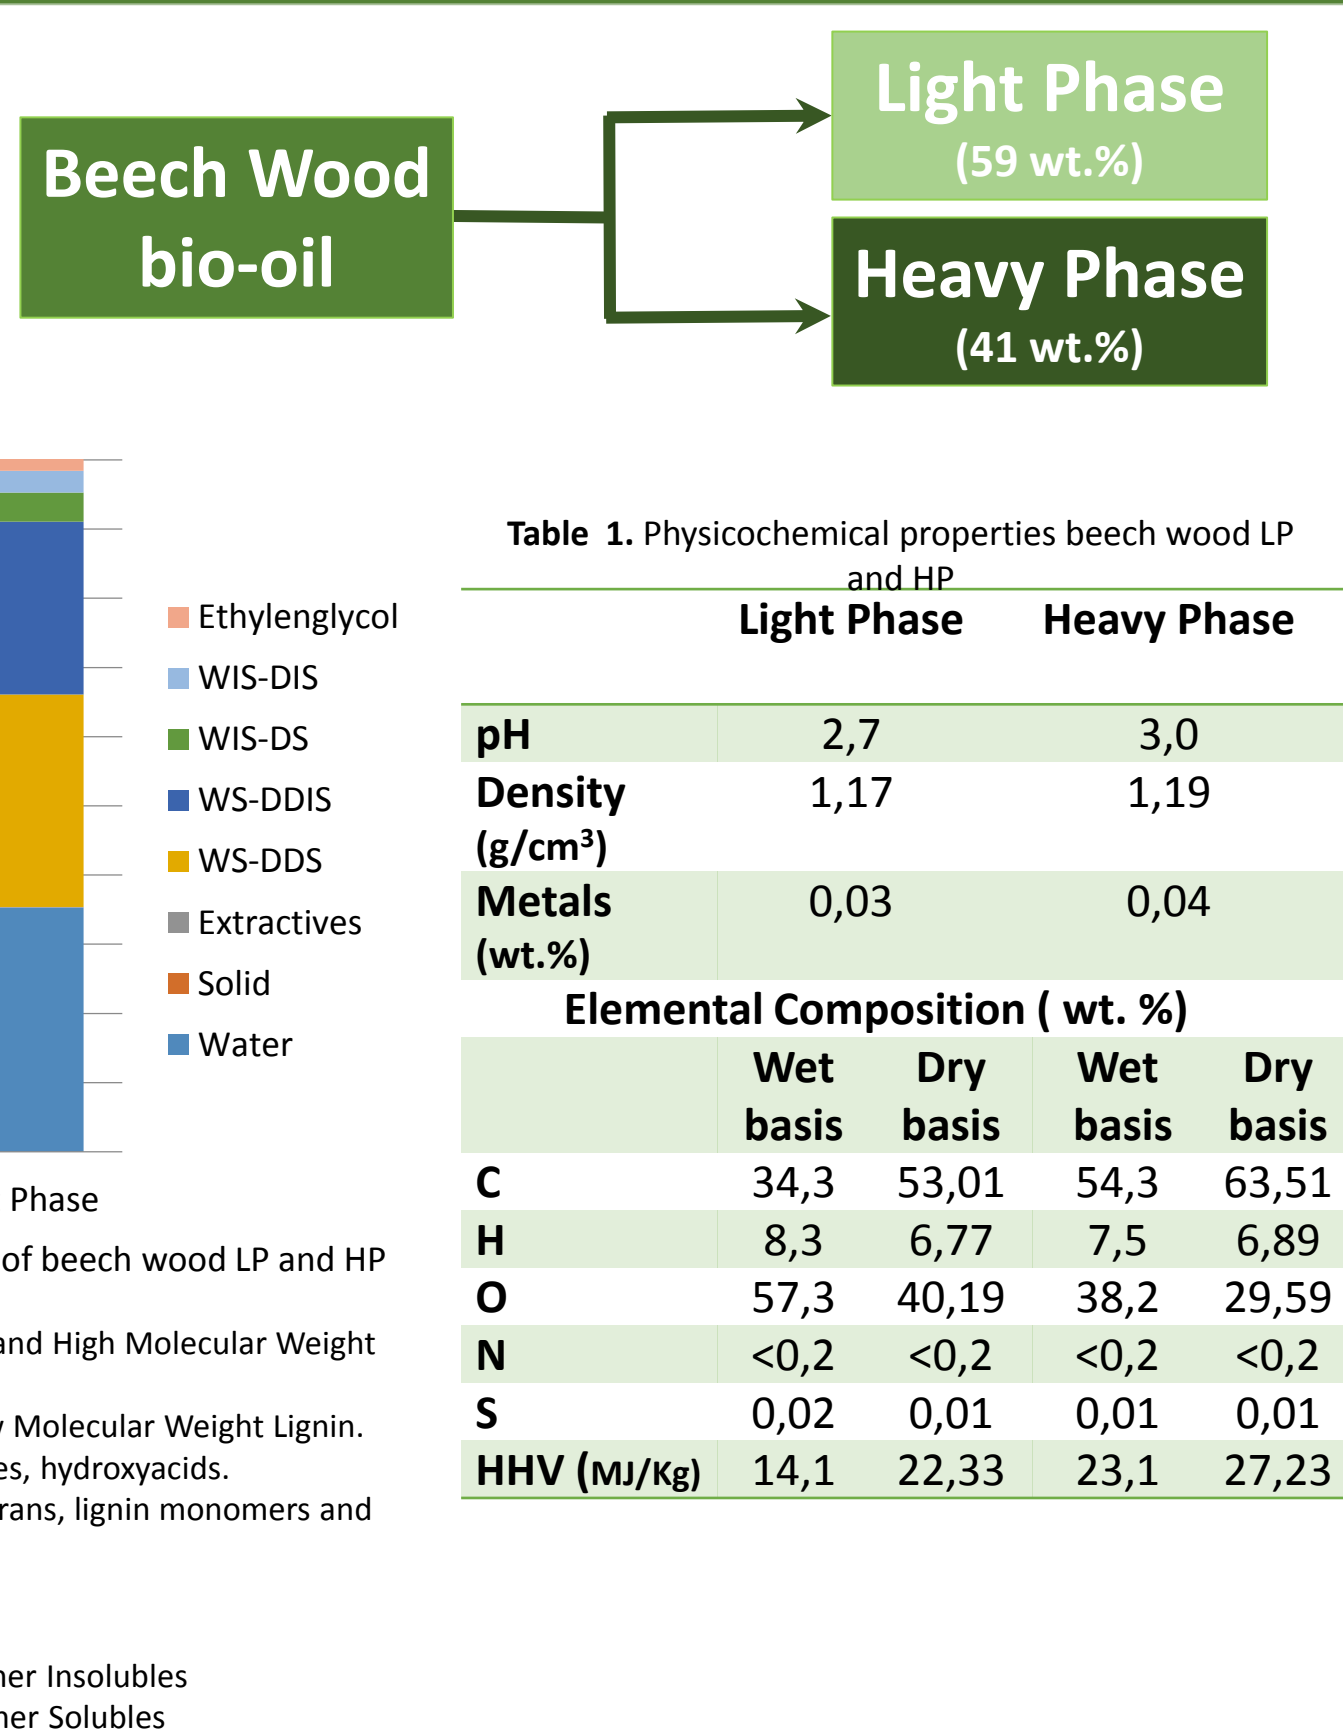 Beech Wood
bio-oil
Light Phase
(59 wt.%)
Heavy Phase
(41 wt.%)
Ethylenglycol
WIS-DIS
WIS-DS
WS-DDIS
WS-DDS
Extractives
Solid
Water
Phase
of beech wood LP and HP
and High Molecular Weight
Molecular Weight Lignin.
es, hydroxyacids.
rans, lignin monomers and
ner Insolubles
ner Solubles
Table 1. Physicochemical properties beech wood LP
and HP
Light Phase Heavy Phase
pH 2,7 3,0
Density 1,17 1,19
(g/cm³)
Metals 0,03 0,04
(wt.%)
Elemental Composition ( wt. %)
Wet Dry Wet Dry
basis basis basis basis
C 34,3 53,01 54,3 63,51
H 8,3 6,77 7,5 6,89
O 57,3 40,19 38,2 29,59
N <0,2 <0,2 <0,2 <0,2
S 0,02 0,01 0,01 0,01
HHV (MJ/Kg) 14,1 22,33 23,1 27,23